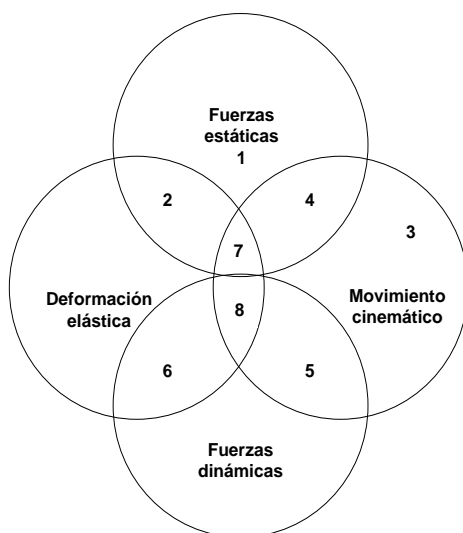 Fuerzas
estáticas
1
2
4
3
7
Deformación
elástica
8
Movimiento
cinemático
6
5
Fuerzas
dinámicas